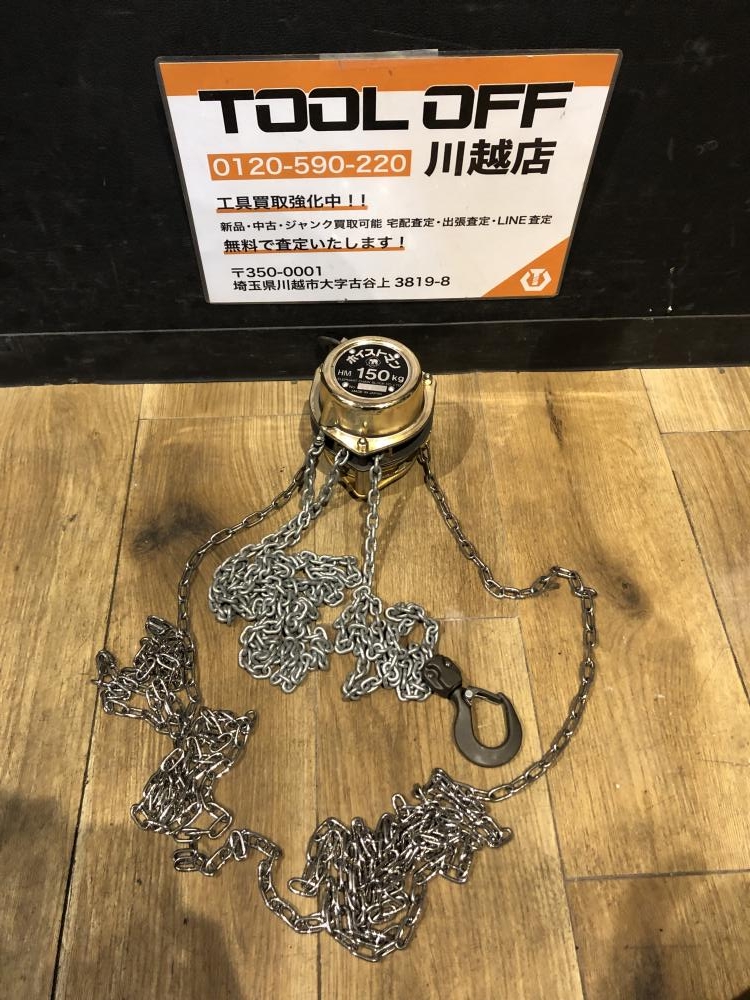 TOOL OFF
0120-590-220 川越店
工具買取強化中！！
新品・中古・ジャンク買取可能 宅配査定・出張査定・LINE査定
無料で査定いたします！
〒350-0001
埼玉県川越市大字古谷上 3819-8
ホイストマン
HM 150kg
MADE IN JAPAN